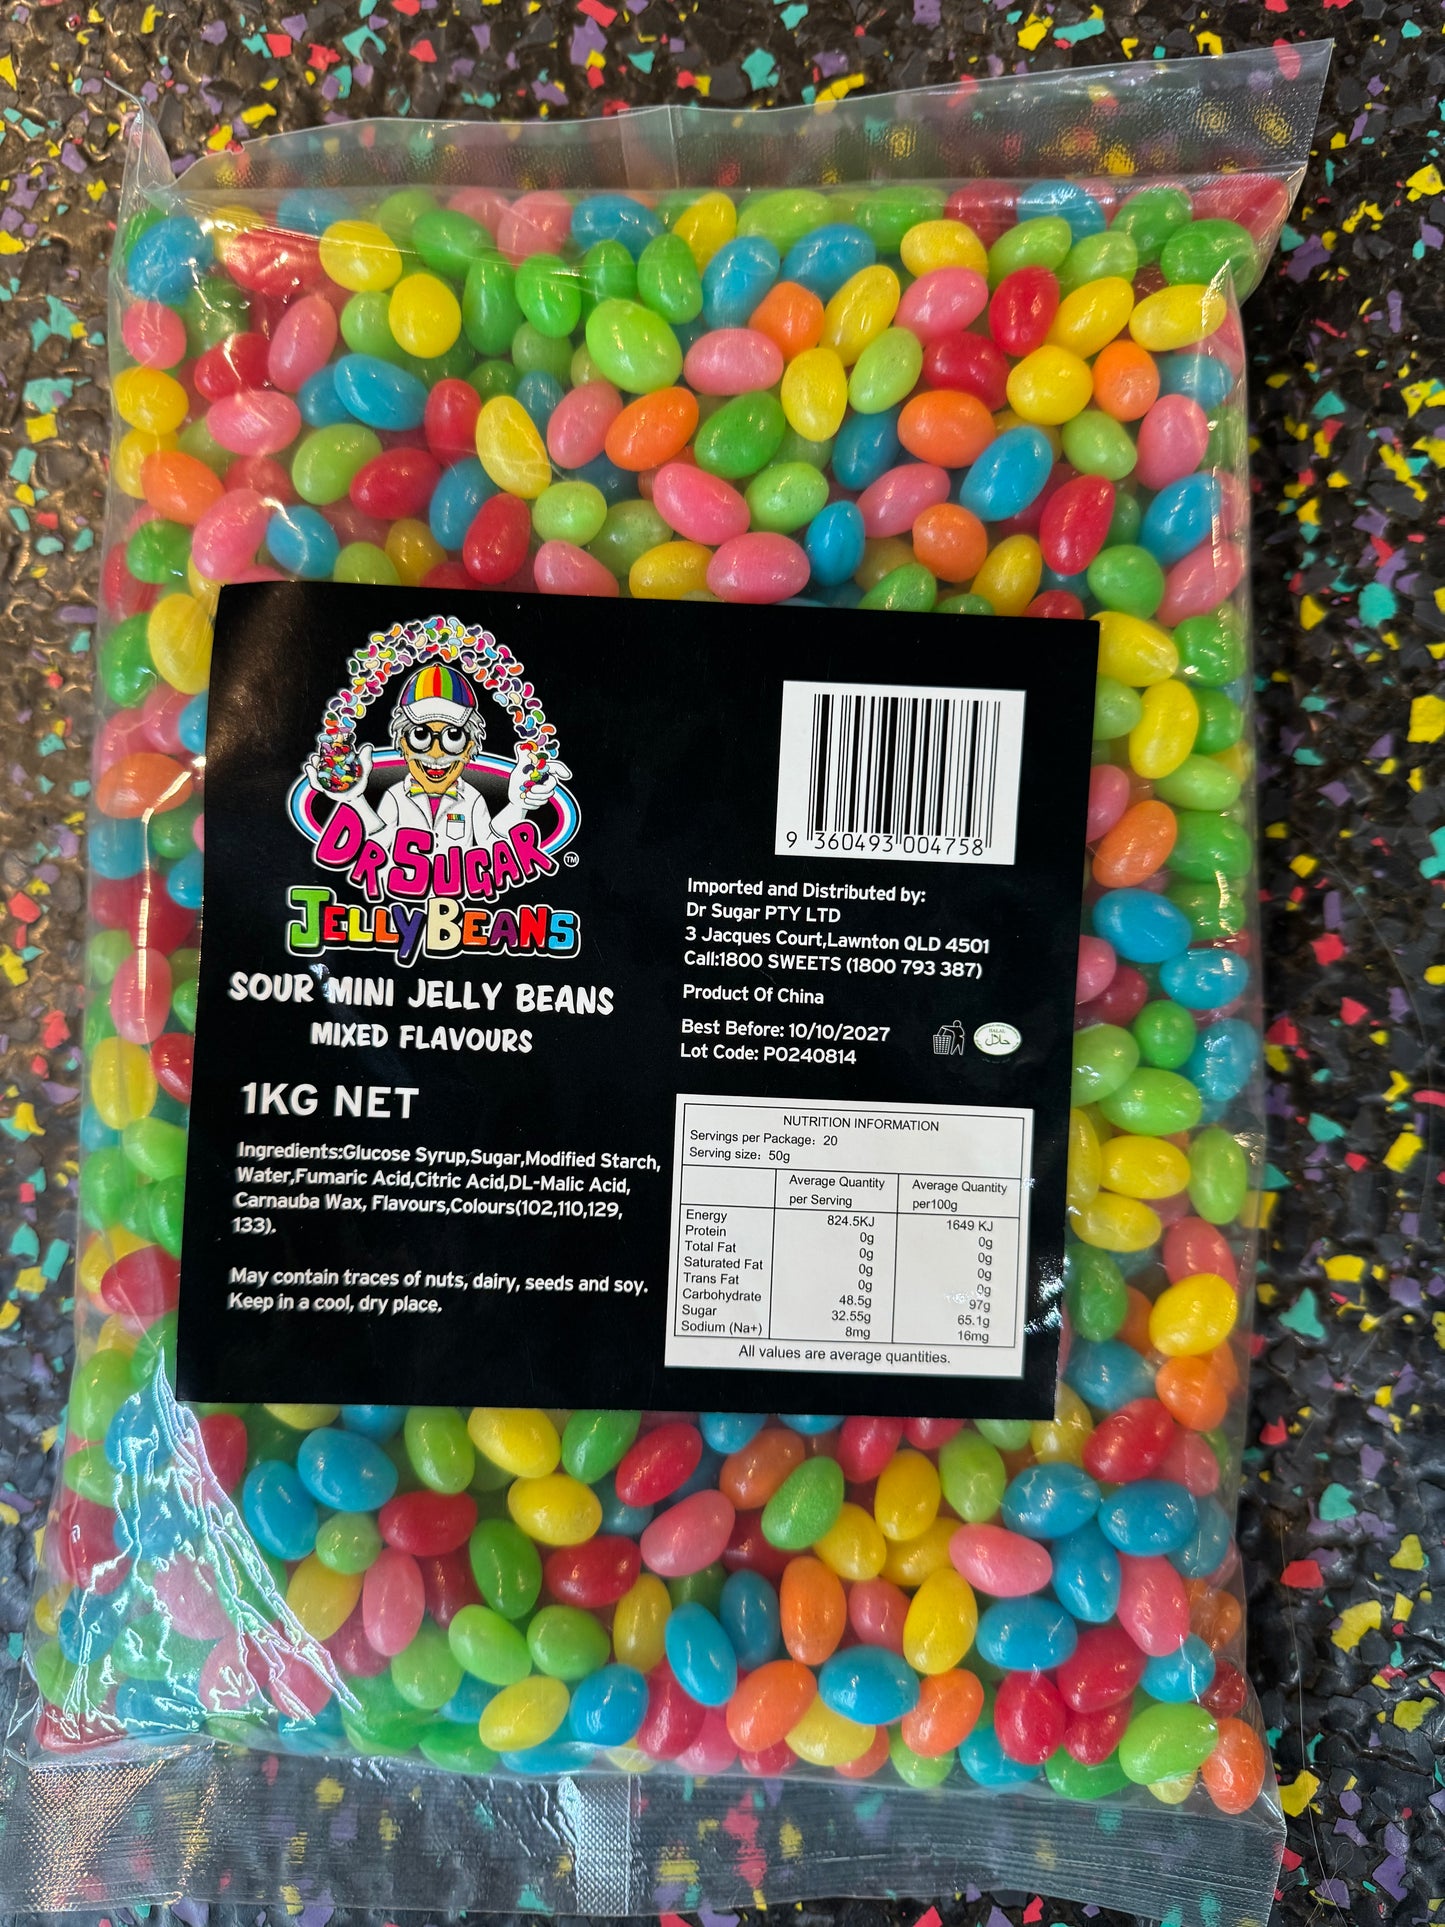 DR SUGAR
TM
JELLYBEANS
SOUR MINI JELLY BEANS
MIXED FLAVOURS
1KG NET
Ingredients:Glucose Syrup,Sugar,Modified Starch,
Water,Fumaric Acid,Citric Acid,DL-Malic Acid,
Carnauba Wax, Flavours,Colours(102,110,129,
133).
May contain traces of nuts, dairy, seeds and soy.
Keep in a cool, dry place.
9 360493 004758
Imported and Distributed by:
Dr Sugar PTY LTD
3 Jacques Court,Lawnton QLD 4501
Call:1800 SWEETS (1800 793 387)
Product Of China
Best Before: 10/10/2027
Lot Code: P0240814
HALAL
حلال
NUTRITION INFORMATION
Servings per Package: 20
Serving size: 50g
Average Quantity per Serving Average Quantity per100g
Energy 824.5KJ 1649 KJ
Protein 0g 0g
Total Fat 0g 0g
Saturated Fat 0g 0g
Trans Fat 0g 0g
Carbohydrate 48.5g 97g
Sugar 32.55g 65.1g
Sodium (Na+) 8mg 16mg
All values are average quantities.